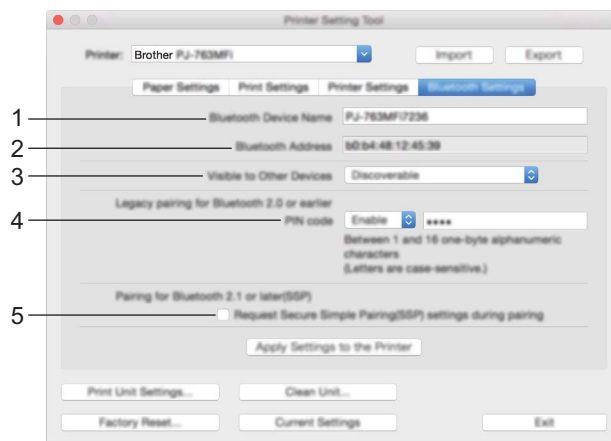 Printer Setting Tool
Printer: Brother PJ-763MFi Import Export
Paper Settings Print Settings Printer Settings Bluetooth Settings
1 Bluetooth Device Name PJ-763MFi7236
2 Bluetooth Address b0:b4:48:12:45:39
3 Visible to Other Devices Discoverable
Legacy pairing for Bluetooth 2.0 or earlier
4 PIN code Enable ••••
Between 1 and 16 one-byte alphanumeric
characters
(Letters are case-sensitive.)
Pairing for Bluetooth 2.1 or later(SSP)
5 Request Secure Simple Pairing(SSP) settings during pairing
Apply Settings to the Printer
Print Unit Settings... Clean Unit...
Factory Reset... Current Settings Exit